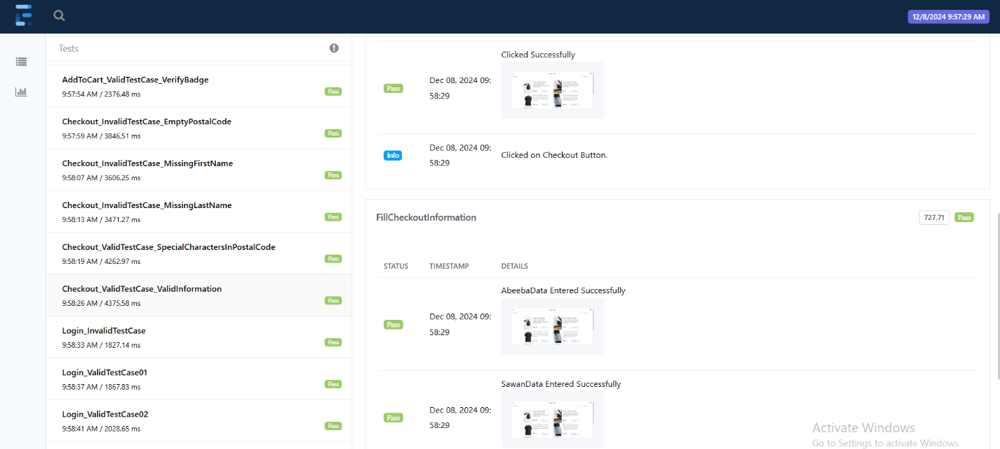 12/8/2024 9:57:29 AM
Tests
AddToCart_ValidTestCase_VerifyBadge
9:57:54 AM / 2376.48 ms
Pass
Checkout_InvalidTestCase_EmptyPostalCode
9:57:59 AM / 3846.51 ms
Pass
Checkout_InvalidTestCase_MissingFirstName
9:58:07 AM / 3606.25 ms
Pass
Checkout_InvalidTestCase_MissingLastName
9:58:13 AM / 3471.27 ms
Pass
Checkout_ValidTestCase_SpecialCharactersInPostalCode
9:58:19 AM / 4262.97 ms
Pass
Checkout_ValidTestCase_ValidInformation
9:58:26 AM / 4375.58 ms
Pass
Login_InvalidTestCase
9:58:33 AM / 1827.14 ms
Pass
Login_ValidTestCase01
9:58:37 AM / 1867.83 ms
Pass
Login_ValidTestCase02
9:58:41 AM / 2028.65 ms
Pass
Clicked Successfully
Pass
Dec 08, 2024 09:
58:29
Info
Dec 08, 2024 09:
58:29
Clicked on Checkout Button.
FillCheckoutInformation
727.71
Pass
STATUS TIMESTAMP DETAILS
AbeebaData Entered Successfully
Pass
Dec 08, 2024 09:
58:29
SawanData Entered Successfully
Pass
Dec 08, 2024 09:
58:29
Activate Windows
Go to Settings to activate Windows.